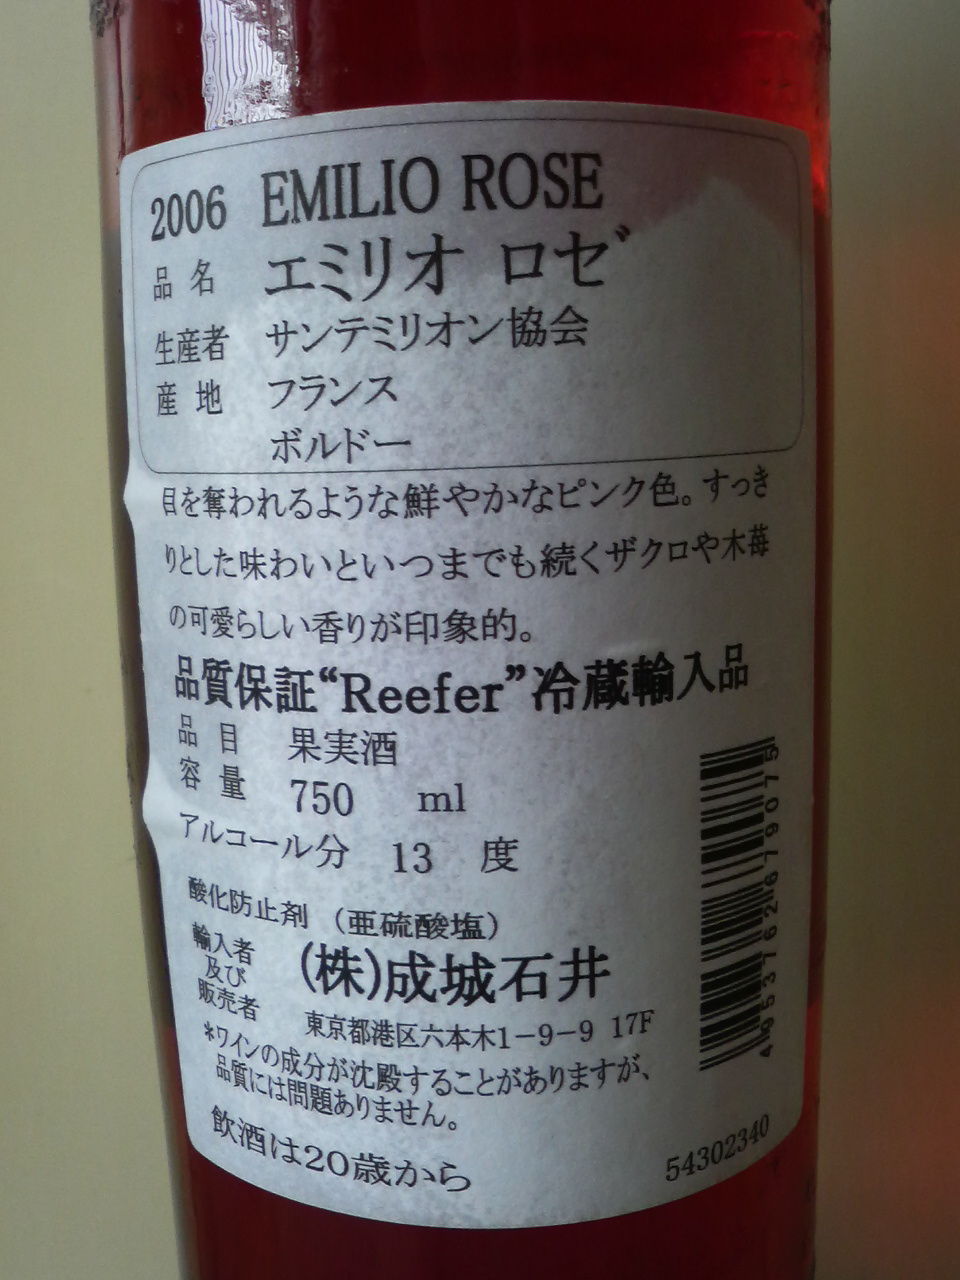 2006 EMILIO ROSE
品 名 エミリオ ロゼ
生産者 サンテミリオン協会
産 地 フランス
ボルドー
目を奪われるような鮮やかなピンク色。すっき
りとした味わいといつまでも続くザクロや木苺
の可愛らしい香りが印象的。
品質保証“Reefer”冷蔵輸入品
品 目 果実酒
容 量 750 ml
アルコール分 13 度
酸化防止剤 (亜硫酸塩)
輸入者
及び
販売者
(株)成城石井
東京都港区六本木1-9-9 17F
*ワインの成分が沈殿することがありますが、
品質には問題ありません。
飲酒は20歳から
4 953762 679075
54302340